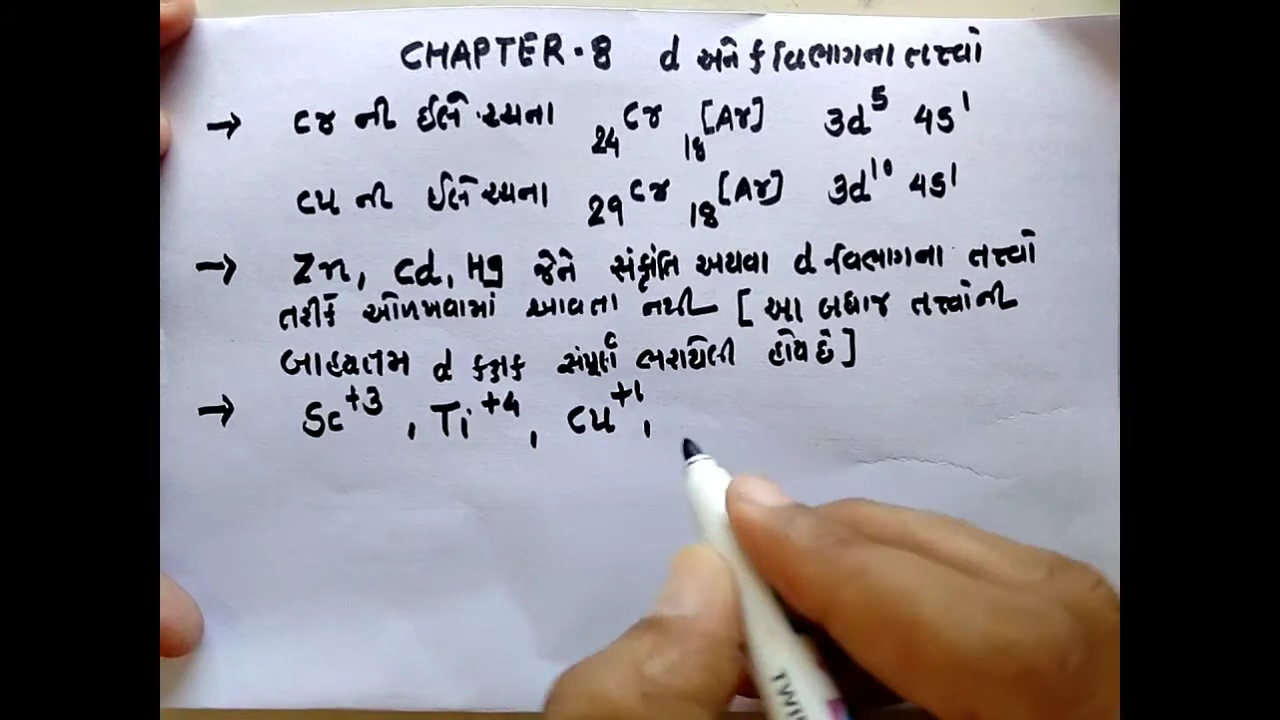 CHAPTER-8 d અને f વિભાગના તત્ત્વો
→ Cr ની ઈલે. રચના 24Cr 18[Ar] 3d5 4s1
Cu ની ઈલે રચના 29Cr 18[Ar] 3d10 4s1
→ Zn, Cd, Hg જેને સંક્રાંતિ અથવા d-વિભાગના તત્વો
તરીકે ઓળખવામાં આવતા નથી [આ બધાજ તત્વોની
બાહ્યતમ d કક્ષક સંપૂર્ણ ભરાયેલી હોય છે]
→ Sc+3, Ti+4, Cu+1,
TWIN